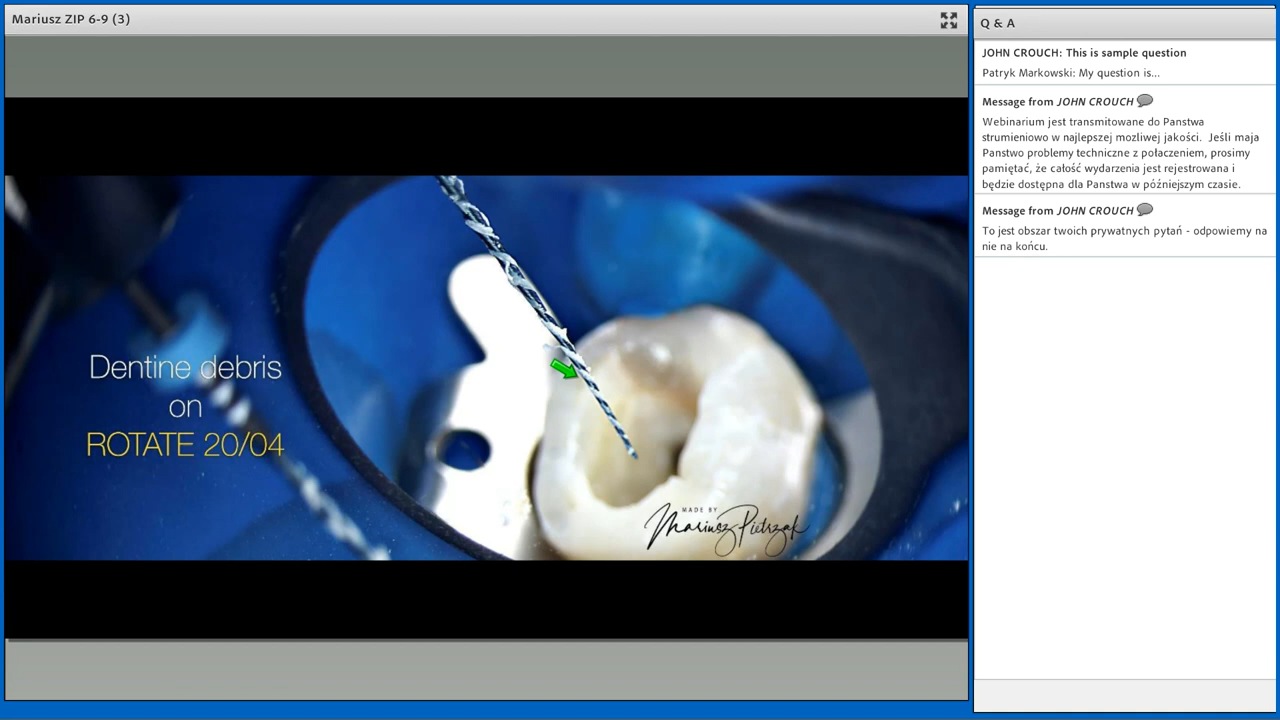 Mariusz ZIP 6-9 (3)
Dentine debris
on
ROTATE 20/04
MADE BY
Mariusz Pietrzak
Q & A
JOHN CROUCH: This is sample question
Patryk Markowski: My question is...
Message from JOHN CROUCH
Webinarium jest transmitowane do Panstwa
strumieniowo w najlepszej mozliwej jakości.  Jeśli maja
Panstwo problemy techniczne z połaczeniem, prosimy
pamiętać, że całość wydarzenia jest rejestrowana i
będzie dostępna dla Panstwa w późniejszym czasie.
Message from JOHN CROUCH
To jest obszar twoich prywatnych pytań - odpowiemy na
nie na końcu.